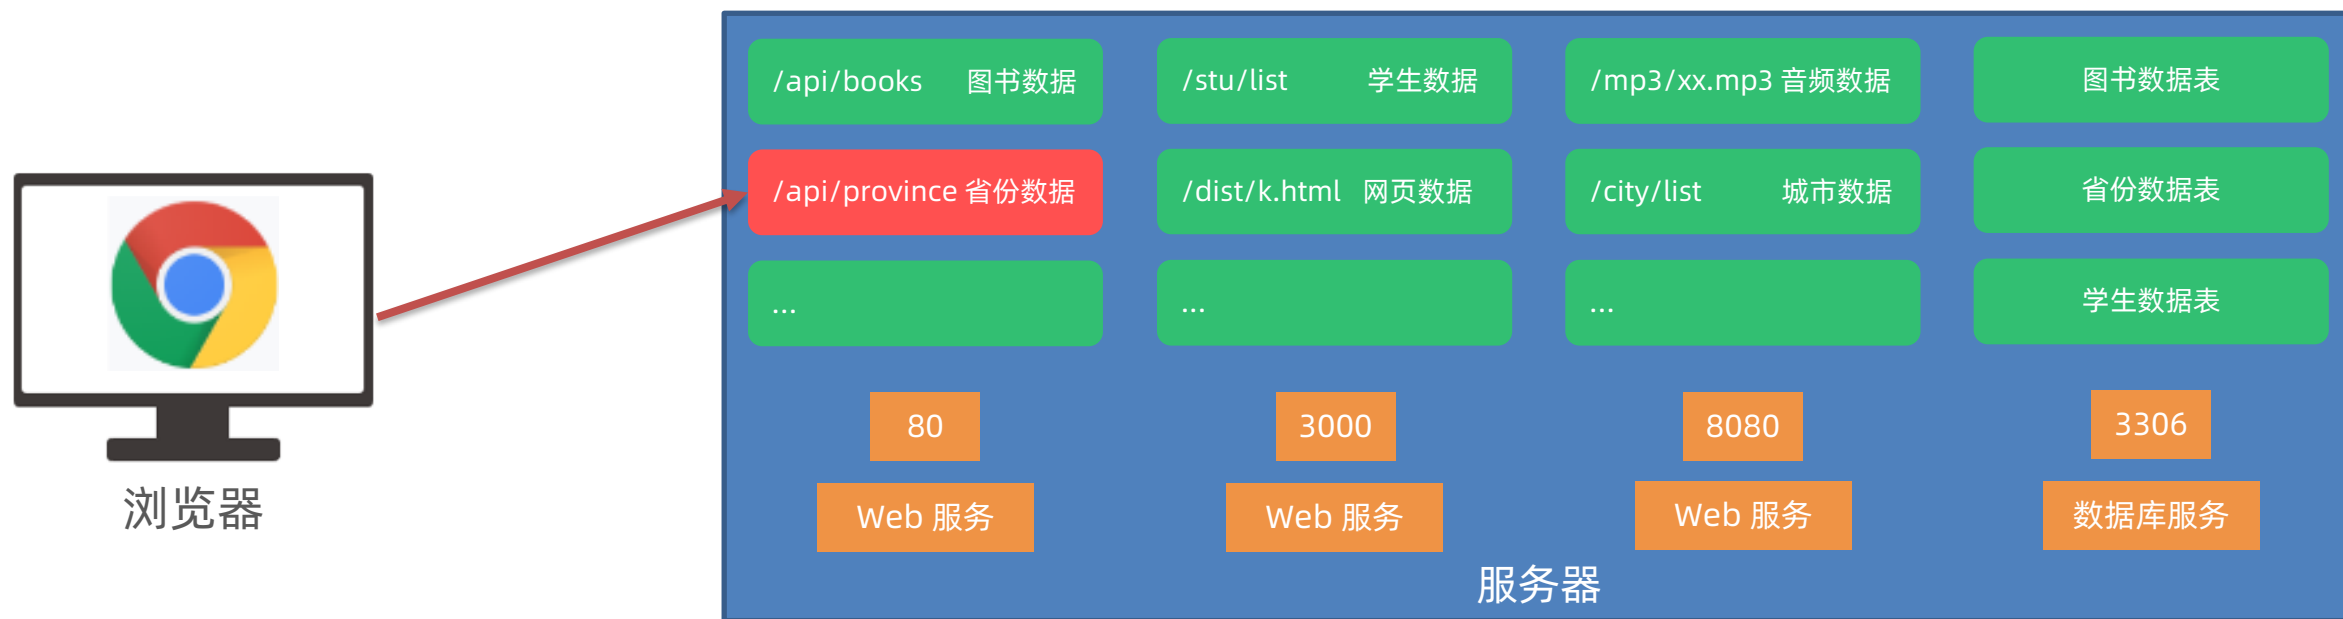 /api/books 图书数据
/stu/list 学生数据
/mp3/xx.mp3 音频数据
图书数据表
/api/province 省份数据
/dist/k.html 网页数据
/city/list 城市数据
省份数据表
...
...
...
学生数据表
80
3000
8080
3306
浏览器
Web 服务
Web 服务
Web 服务
数据库服务
服务器